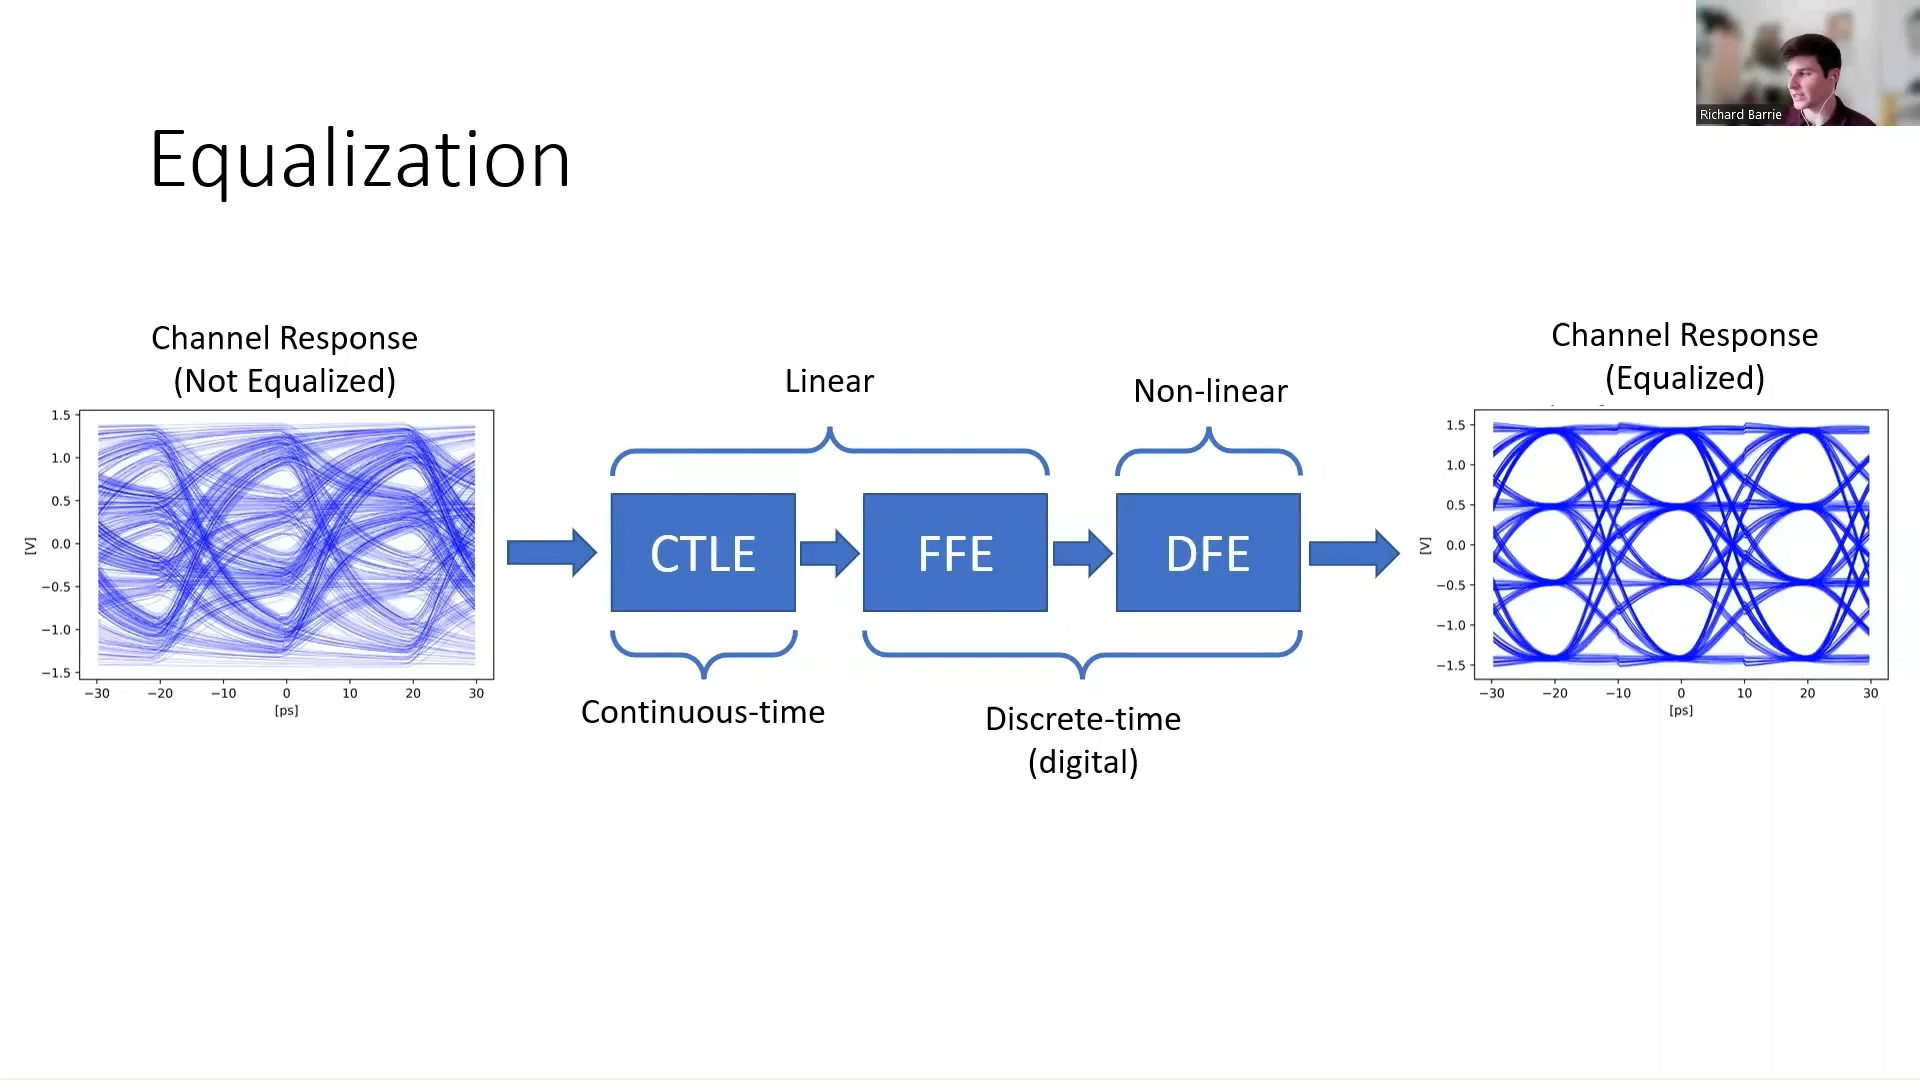 Richard Barrie
Equalization
Channel Response
(Not Equalized)
1.5
1.0
0.5
0.0
−0.5
−1.0
−1.5
[V]
−30 −20 −10 0 10 20 30
[ps]
Linear
Non-linear
CTLE
FFE
DFE
Continuous-time
Discrete-time
(digital)
Channel Response
(Equalized)
1.5
1.0
0.5
0.0
−0.5
−1.0
−1.5
[V]
−30 −20 −10 0 10 20 30
[ps]